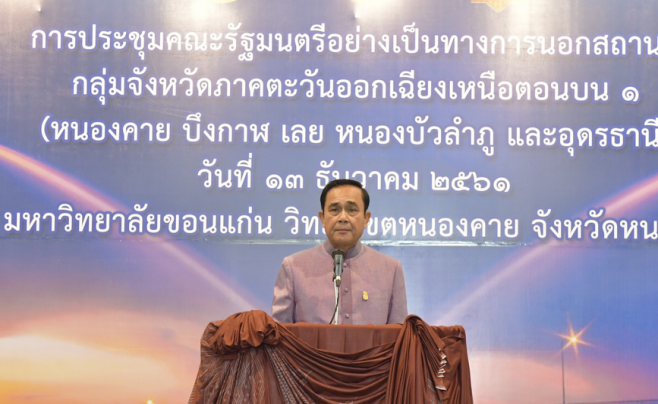 การประชุมคณะรัฐมนตรีอย่างเป็นทางการนอกสถาน
กลุ่มจังหวัดภาคตะวันออกเฉียงเหนือตอนบน ๑
(หนองคาย บึงกาฬ เลย หนองบัวลำภู และอุดรธานี
วันที่ ๑๓ ธันวาคม ๒๕๖๑
มหาวิทยาลัยขอนแก่น วิท เขตหนองคาย จังหวัดหน